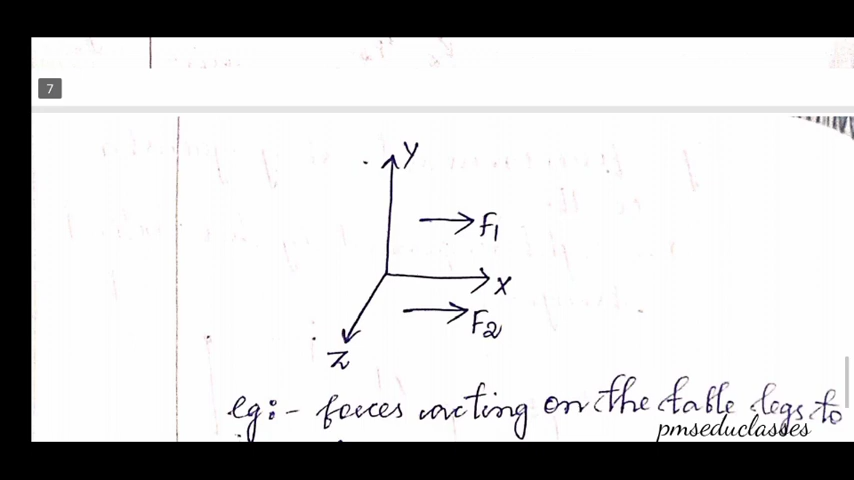 7
Y
F1
X
F2
Z
eg:- forces acting on the table legs to
pmseduclasses